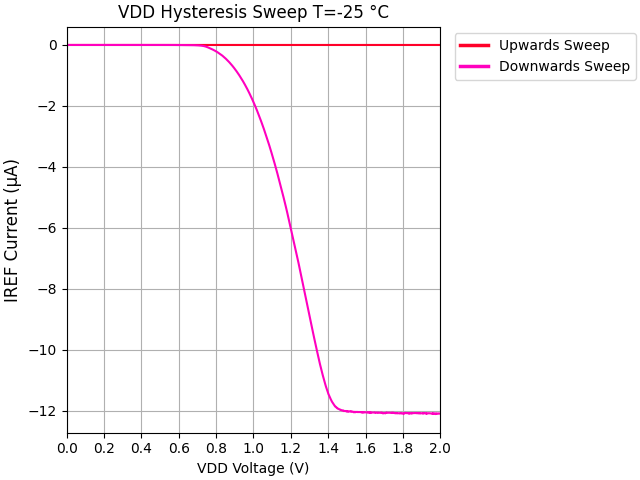 VDD Hysteresis Sweep T=-25 °C
Upwards Sweep
Downwards Sweep
IREF Current (μA)
0
−2
−4
−6
−8
−10
−12
0.0 0.2 0.4 0.6 0.8 1.0 1.2 1.4 1.6 1.8 2.0
VDD Voltage (V)